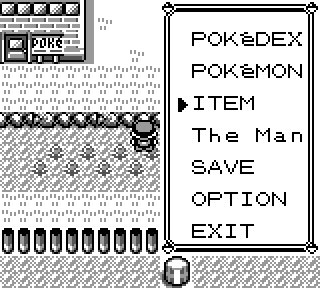 POKé
POKéDEX
POKéMON
ITEM
The Man
SAVE
OPTION
EXIT